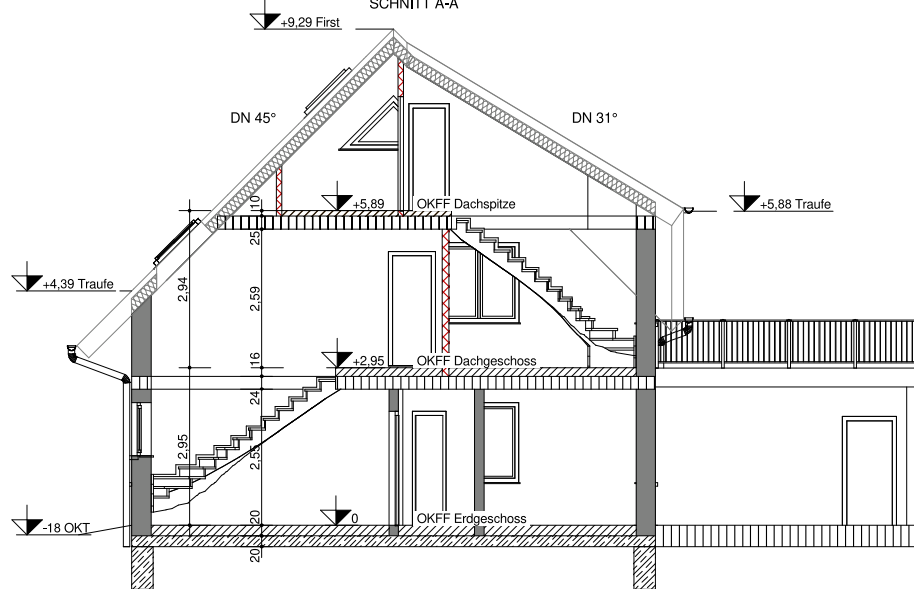 SCHNITT A-A
+9,29 First
DN 45°
DN 31°
10
+5,89
OKFF Dachspitze
+5,88 Traufe
25
+4,39 Traufe
2,94
2,59
16
+2.95
OKFF Dachgeschoss
24
2,95
2,55
-18 OKT
20
0
OKFF Erdgeschoss
20